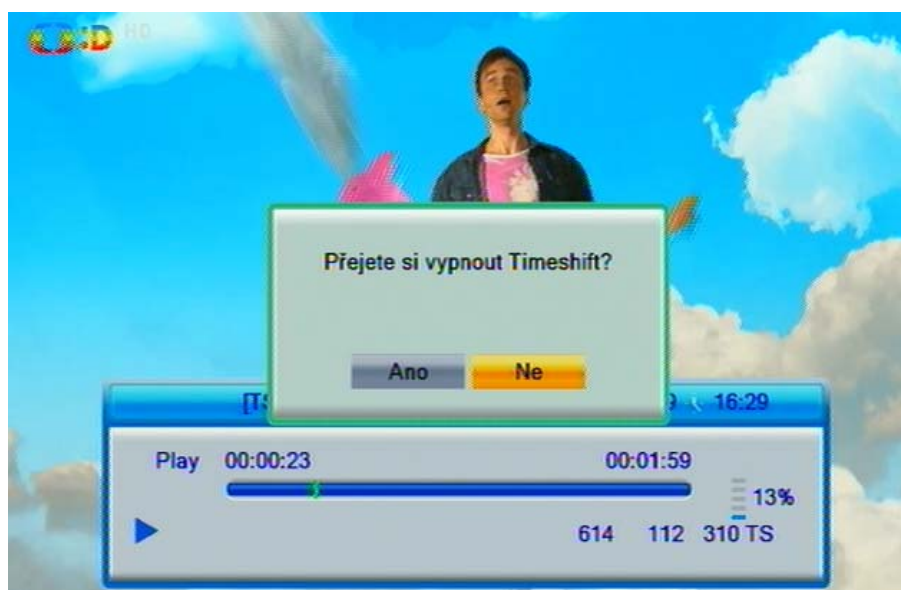 :D HD
Přejete si vypnout Timeshift?
Ano Ne
16:29
Play 00:00:23 00:01:59
13%
614 112 310 TS